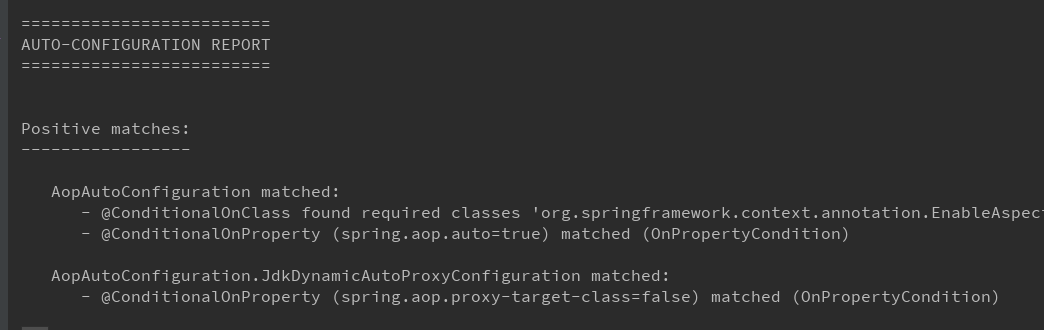 =========================
AUTO-CONFIGURATION REPORT
=========================
Positive matches:
-----------------
AopAutoConfiguration matched:
- @ConditionalOnClass found required classes 'org.springframework.context.annotation.EnableAspect
- @ConditionalOnProperty (spring.aop.auto=true) matched (OnPropertyCondition)
AopAutoConfiguration.JdkDynamicAutoProxyConfiguration matched:
- @ConditionalOnProperty (spring.aop.proxy-target-class=false) matched (OnPropertyCondition)